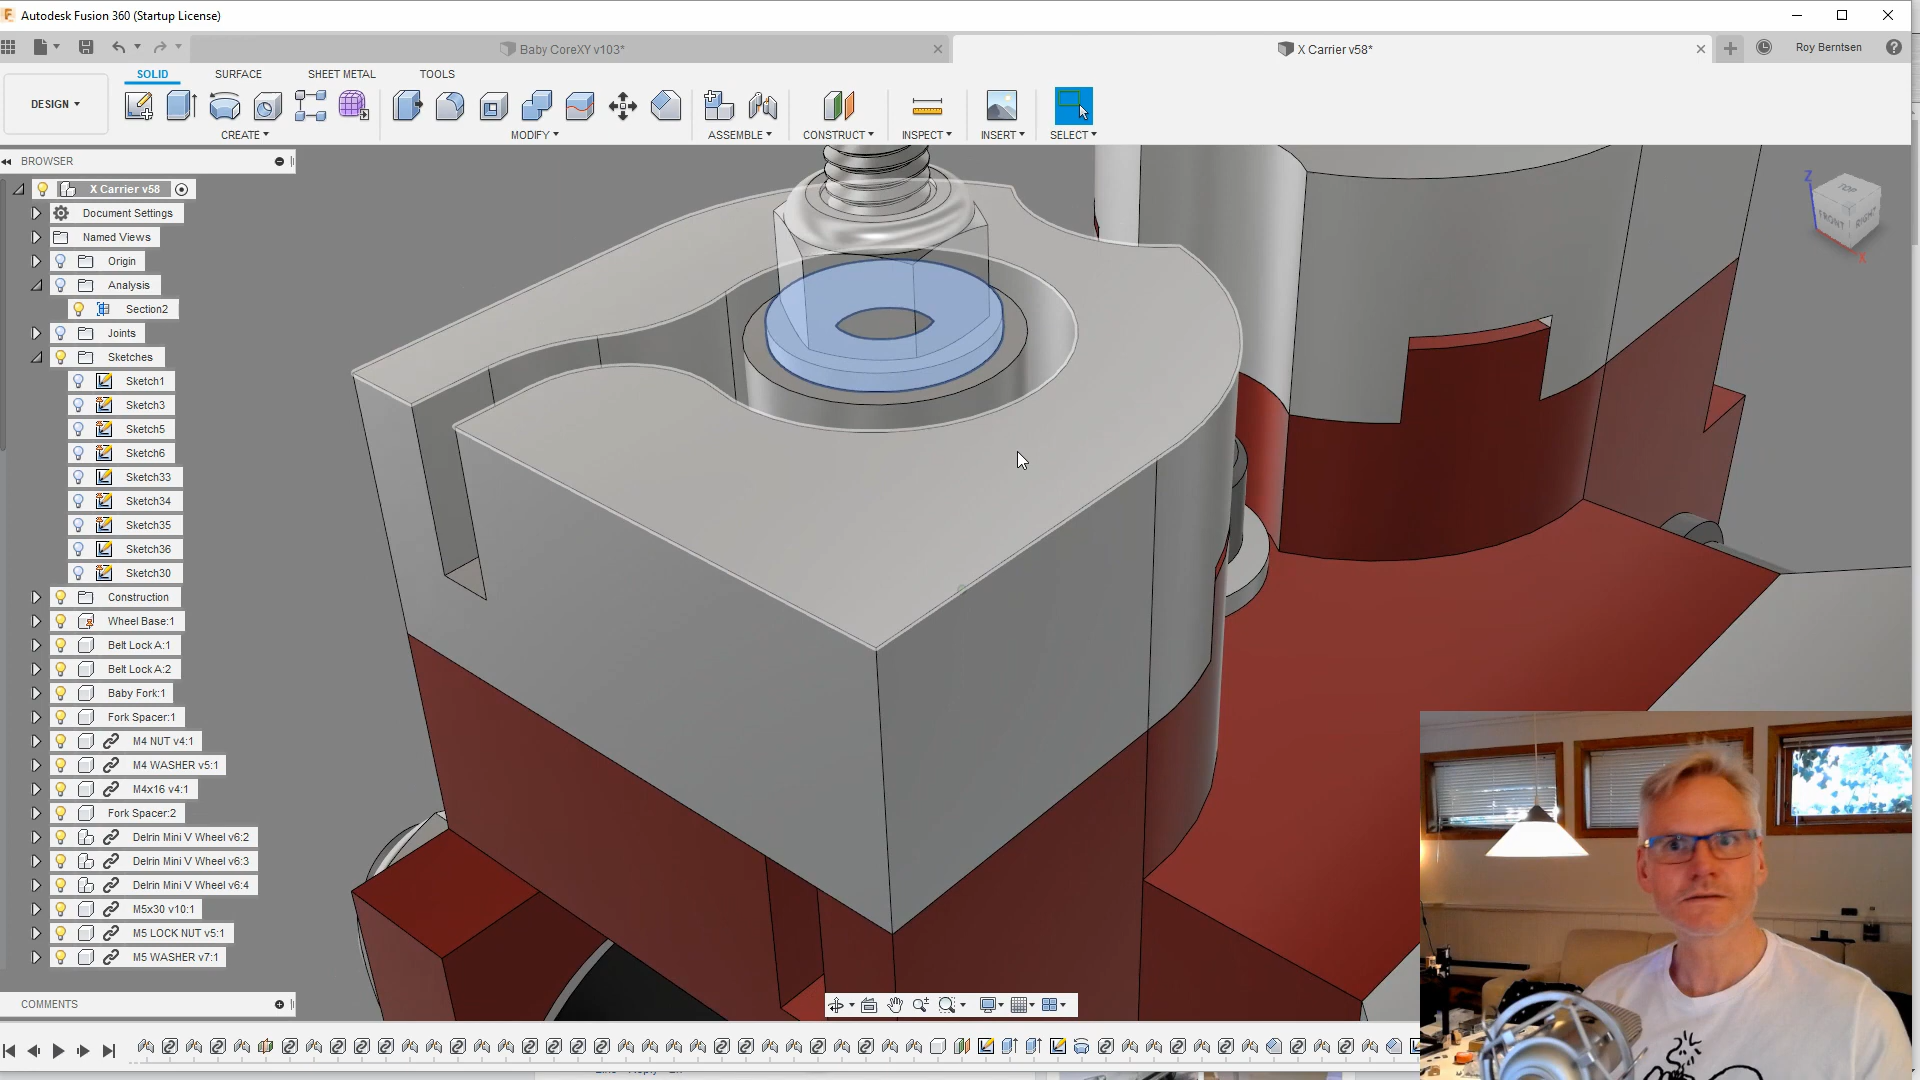 Autodesk Fusion 360 (Startup License)
Baby CoreXY v103*
X Carrier v58*
Roy Berntsen
SOLID
SURFACE
SHEET METAL
TOOLS
DESIGN
CREATE
MODIFY
ASSEMBLE
CONSTRUCT
INSPECT
INSERT
SELECT
BROWSER
X Carrier v58
Document Settings
Named Views
Origin
Analysis
Section2
Joints
Sketches
Sketch1
Sketch3
Sketch5
Sketch6
Sketch33
Sketch34
Sketch35
Sketch36
Sketch30
Construction
Wheel Base:1
Belt Lock A:1
Belt Lock A:2
Baby Fork:1
Fork Spacer:1
M4 NUT v4:1
M4 WASHER v5:1
M4x16 v4:1
Fork Spacer:2
Delrin Mini V Wheel v6:2
Delrin Mini V Wheel v6:3
Delrin Mini V Wheel v6:4
M5x30 v10:1
M5 LOCK NUT v5:1
M5 WASHER v7:1
COMMENTS
Z
TOP
FRONT
RIGHT
X